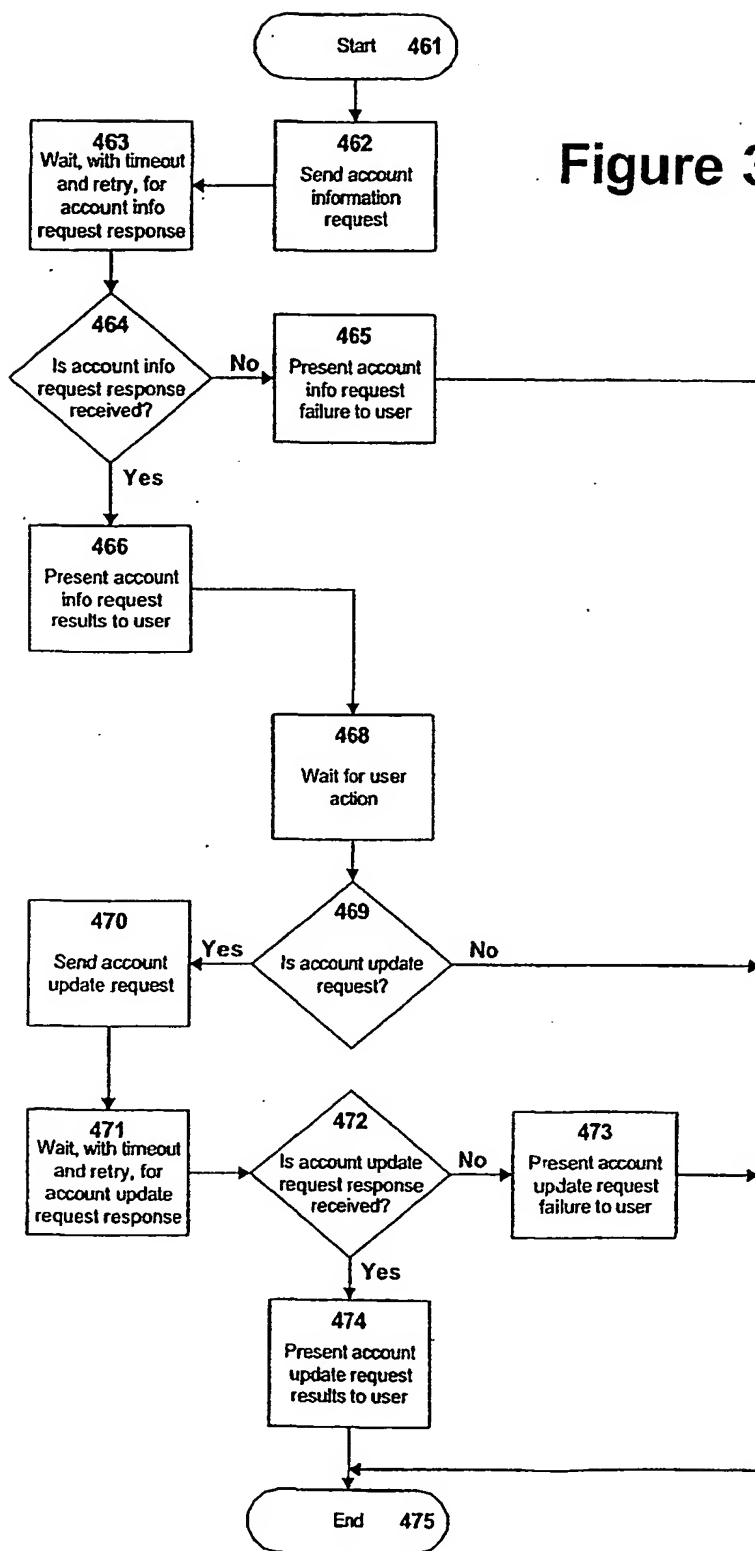 Start 461
Figure 3
463
Wait, with timeout
and retry, for
account info
request response
462
Send account
information
request
464
Is account info
request response
received?
No
465
Present account
info request
failure to user
Yes
466
Present account
info request
results to user
468
Wait for user
action
469
Is account update
request?
Yes
No
470
Send account
update request
471
Wait, with timeout
and retry, for
account update
request response
472
Is account update
request response
received?
No
473
Present account
update request
failure to user
Yes
474
Present account
update request
results to user
End 475